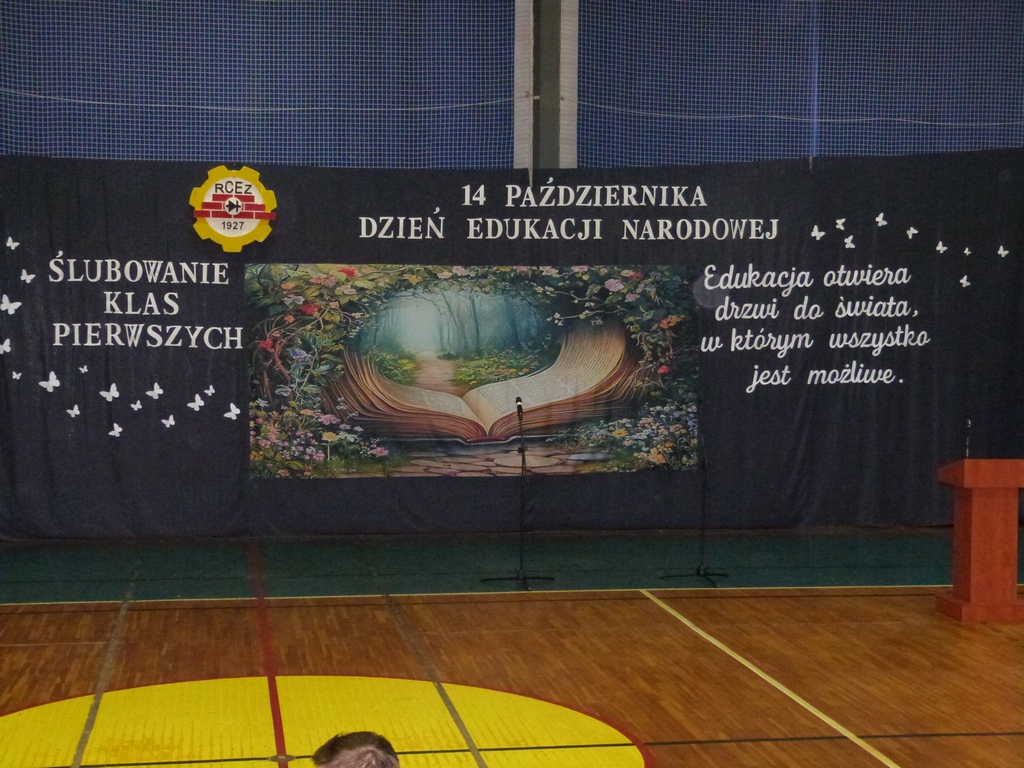 RCEZ
1927
14 PAŹDZIERNIKA
DZIEŃ EDUKACJI NARODOWEJ
ŚLUBOWANIE
KLAS
PIERWSZYCH
Edukacja otwiera
drzwi do świata,
w którym wszystko
jest możliwe.